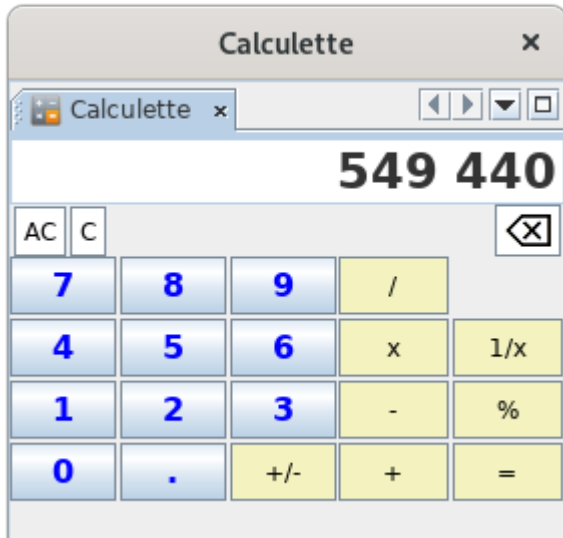 Calculette ×
Calculette ×
549 440
AC C
7 8 9 /
4 5 6 x 1/x
1 2 3 - %
0 . +/- + =